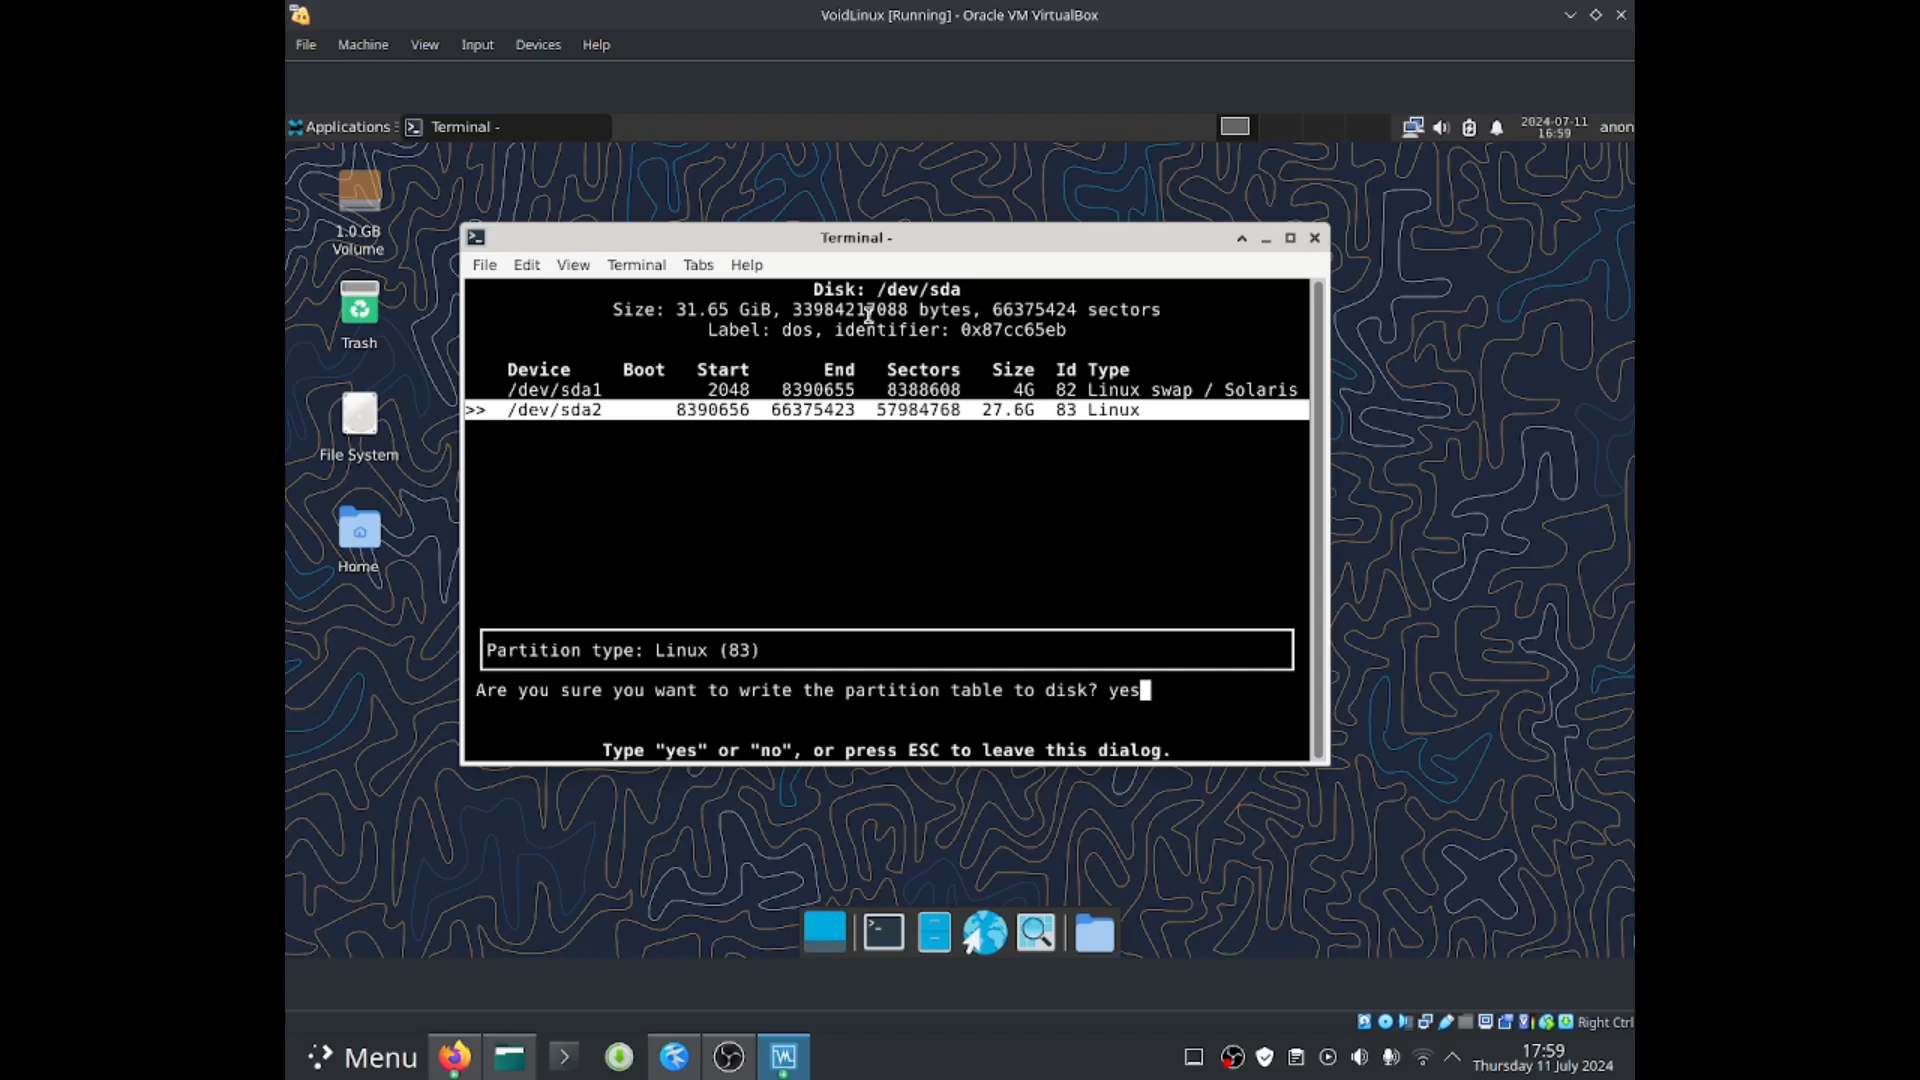 VoidLinux [Running] - Oracle VM VirtualBox
File Machine View Input Devices Help
Applications Terminal - 2024-07-11 16:59 anon
1.0 GB Volume
Trash
File System
Home
Terminal -
File Edit View Terminal Tabs Help
Disk: /dev/sda
Size: 31.65 GiB, 33984217088 bytes, 66375424 sectors
Label: dos, identifier: 0x87cc65eb
Device Boot Start End Sectors Size Id Type
/dev/sda1 2048 8390655 8388608 4G 82 Linux swap / Solaris
>> /dev/sda2 8390656 66375423 57984768 27.6G 83 Linux
Partition type: Linux (83)
Are you sure you want to write the partition table to disk? yes
Type "yes" or "no", or press ESC to leave this dialog.
Right Ctrl
Menu
17:59
Thursday 11 July 2024